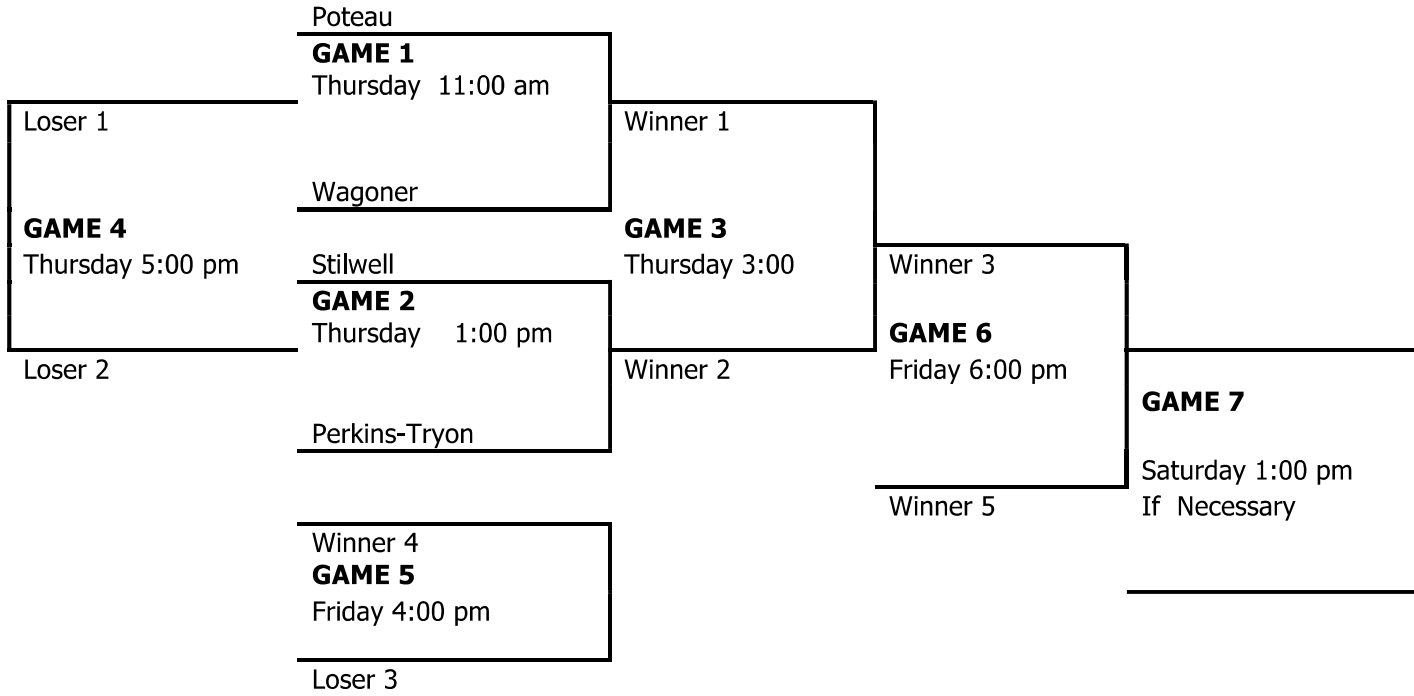 Poteau
GAME 1
Thursday 11:00 am
Loser 1
Winner 1
Wagoner
GAME 4
GAME 3
Thursday 5:00 pm
Stilwell
Thursday 3:00
Winner 3
GAME 2
Thursday 1:00 pm
GAME 6
Loser 2
Winner 2
Friday 6:00 pm
GAME 7
Perkins-Tryon
Saturday 1:00 pm
Winner 5
If Necessary
Winner 4
GAME 5
Friday 4:00 pm
Loser 3